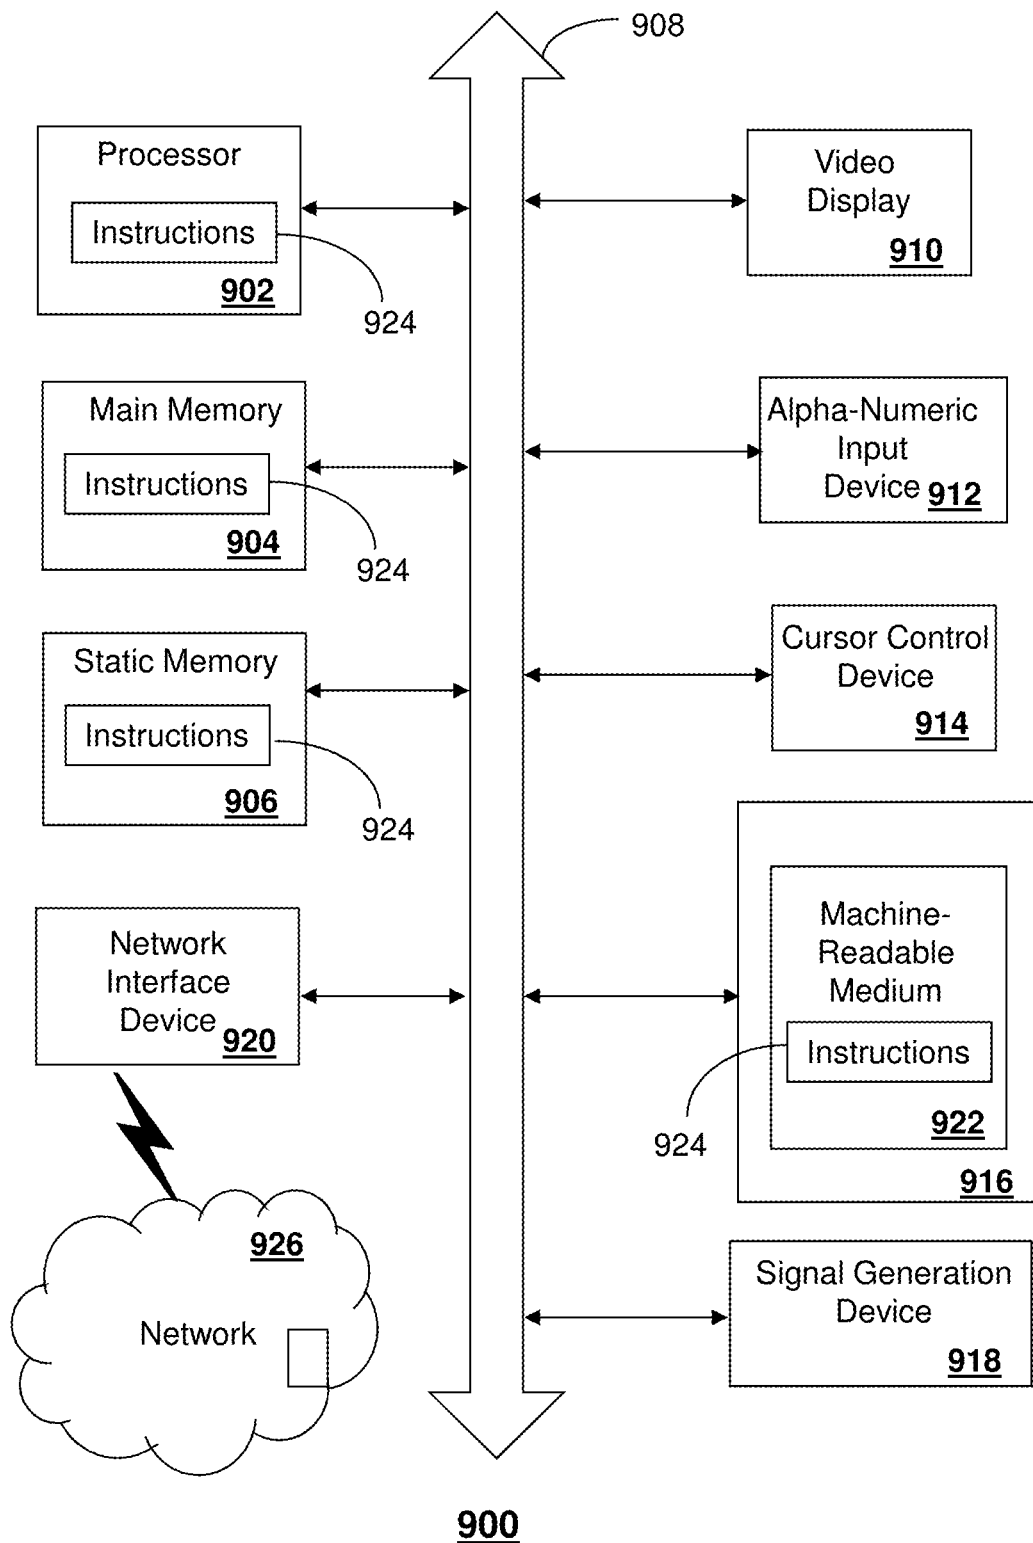 908
Processor
Instructions
902
924
Main Memory
Instructions
904
924
Static Memory
Instructions
906
924
Network
Interface
Device
920
926
Network
Video
Display
910
Alpha-Numeric
Input
Device
912
Cursor Control
Device
914
Machine-
Readable
Medium
Instructions
922
924
916
Signal Generation
Device
918
900